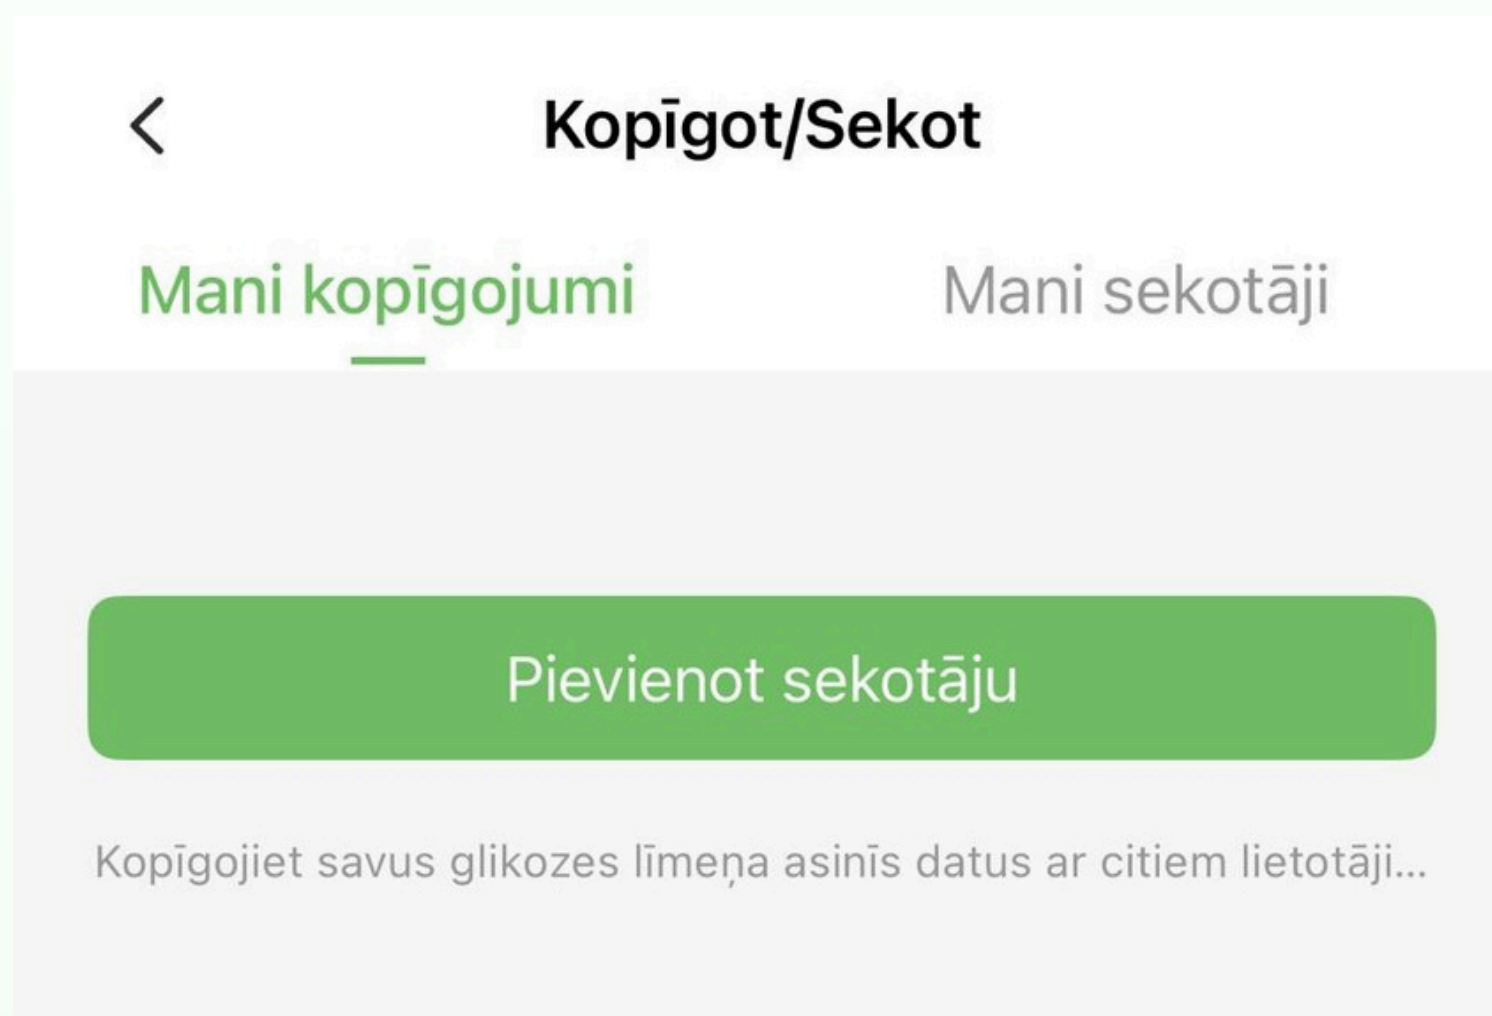 Kopīgot/Sekot
Mani kopīgojumi
Mani sekotāji
Pievienot sekotāju
Kopīgojiet savus glikozes līmeņa asinīs datus ar citiem lietotāji...